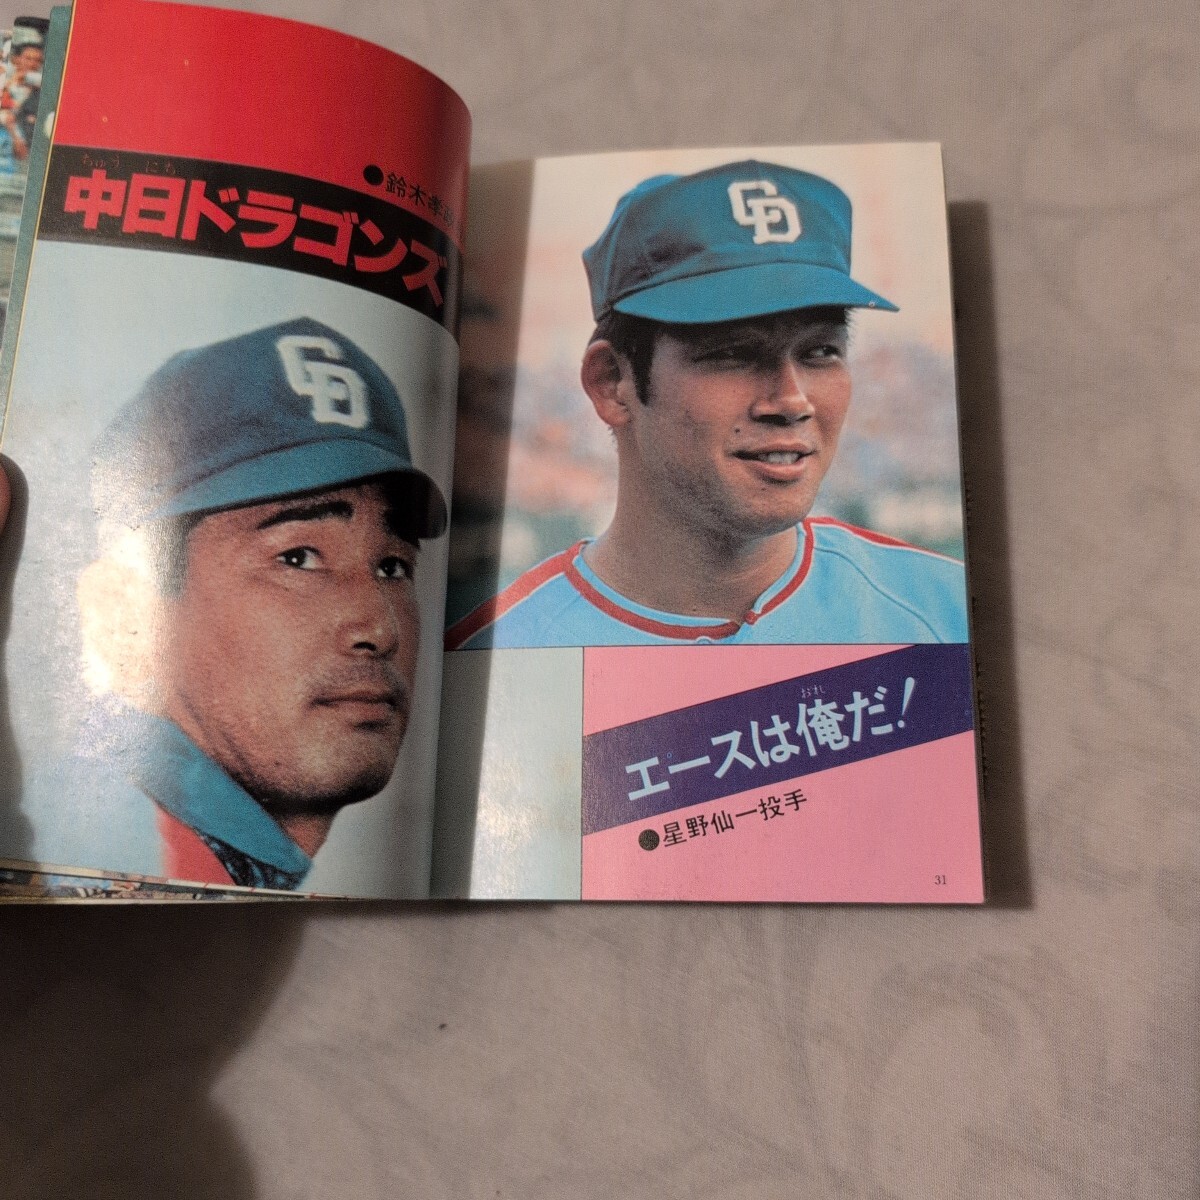 ●鈴木孝
ちゅう にち
中日ドラゴンズ
CD
CD
おれ
エースは俺だ!
●星野仙一投手
31